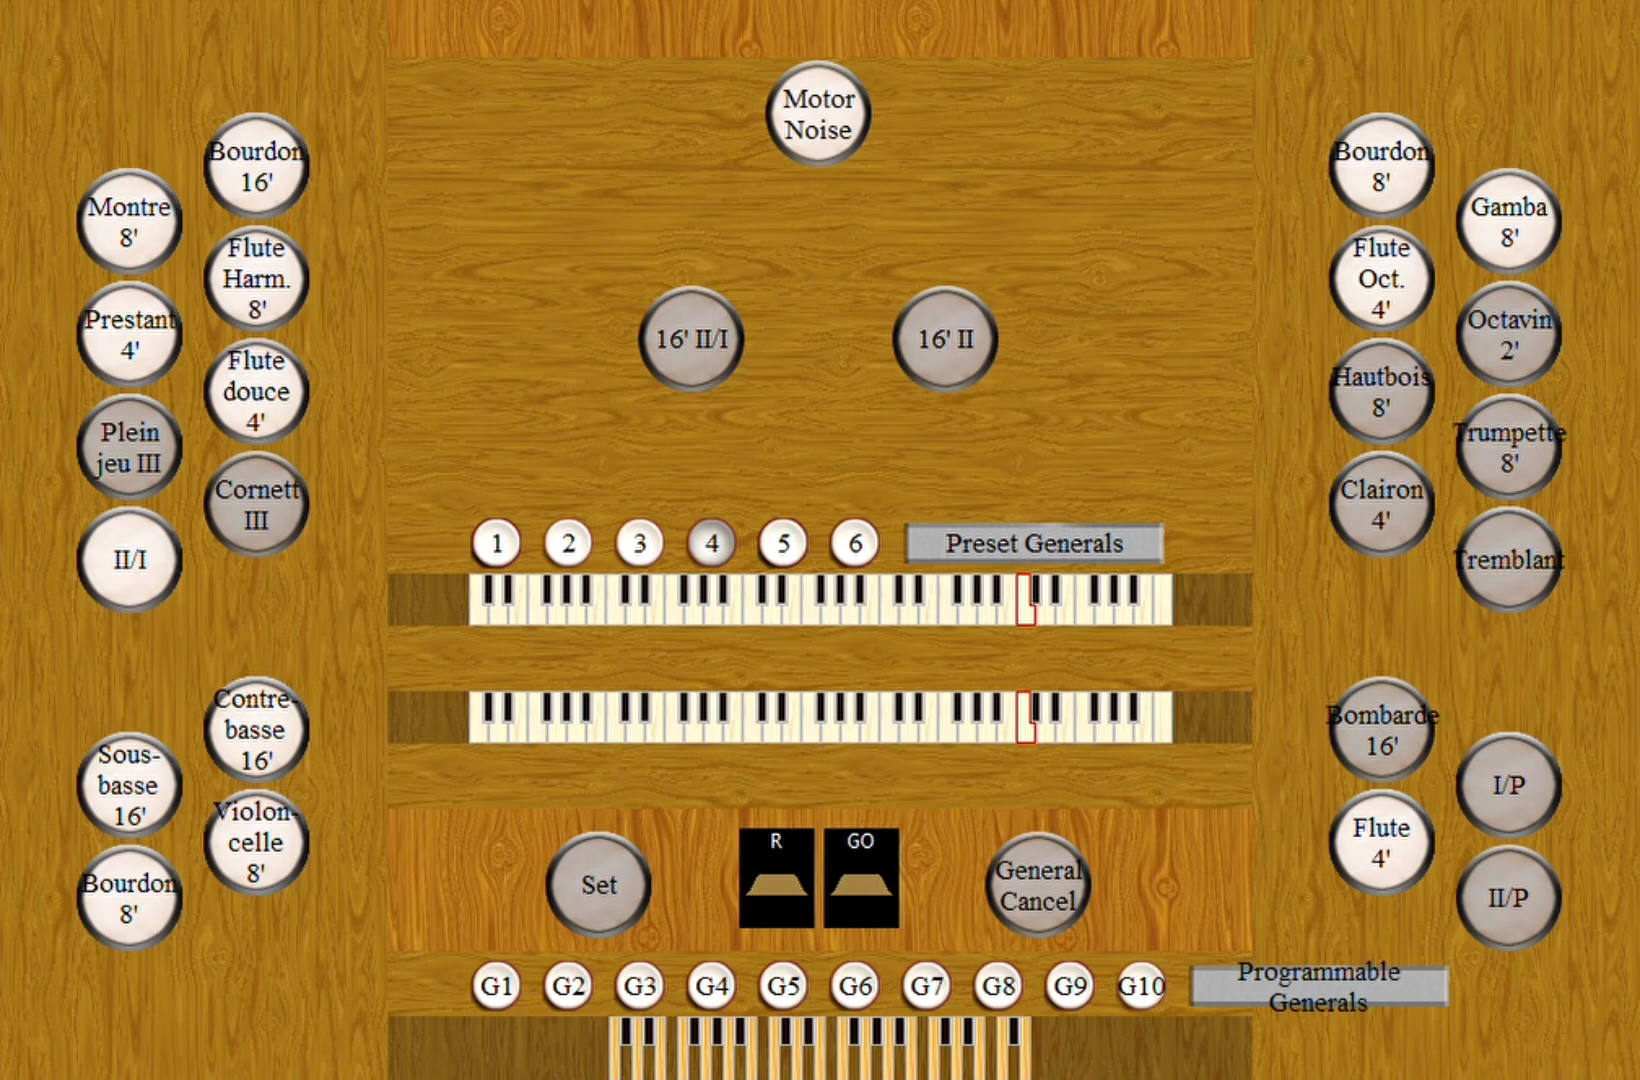 Motor
Noise
Bourdon
16'
Montre
8'
Flute
Harm.
8'
Prestant
4'
Flute
douce
4'
Plein
jeu III
Cornett
III
II/I
16' II/I
16' II
Bourdon
8'
Gamba
8'
Flute
Oct.
4'
Octavin
2'
Hautbois
8'
Trumpette
8'
Clairon
4'
Tremblant
1
2
3
4
5
6
Preset Generals
Contre-
basse
16'
Sous-
basse
16'
Violon-
celle
8'
Bourdon
8'
Bombarde
16'
I/P
Flute
4'
II/P
Set
R
GO
General
Cancel
G1
G2
G3
G4
G5
G6
G7
G8
G9
G10
Programmable
Generals